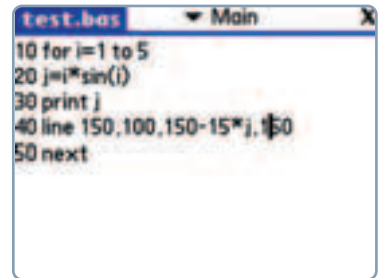 test.bas Main X
10 for i=1 to 5
20 j=i*sin(i)
30 print j
40 line 150,100,150-15*j,150
50 next